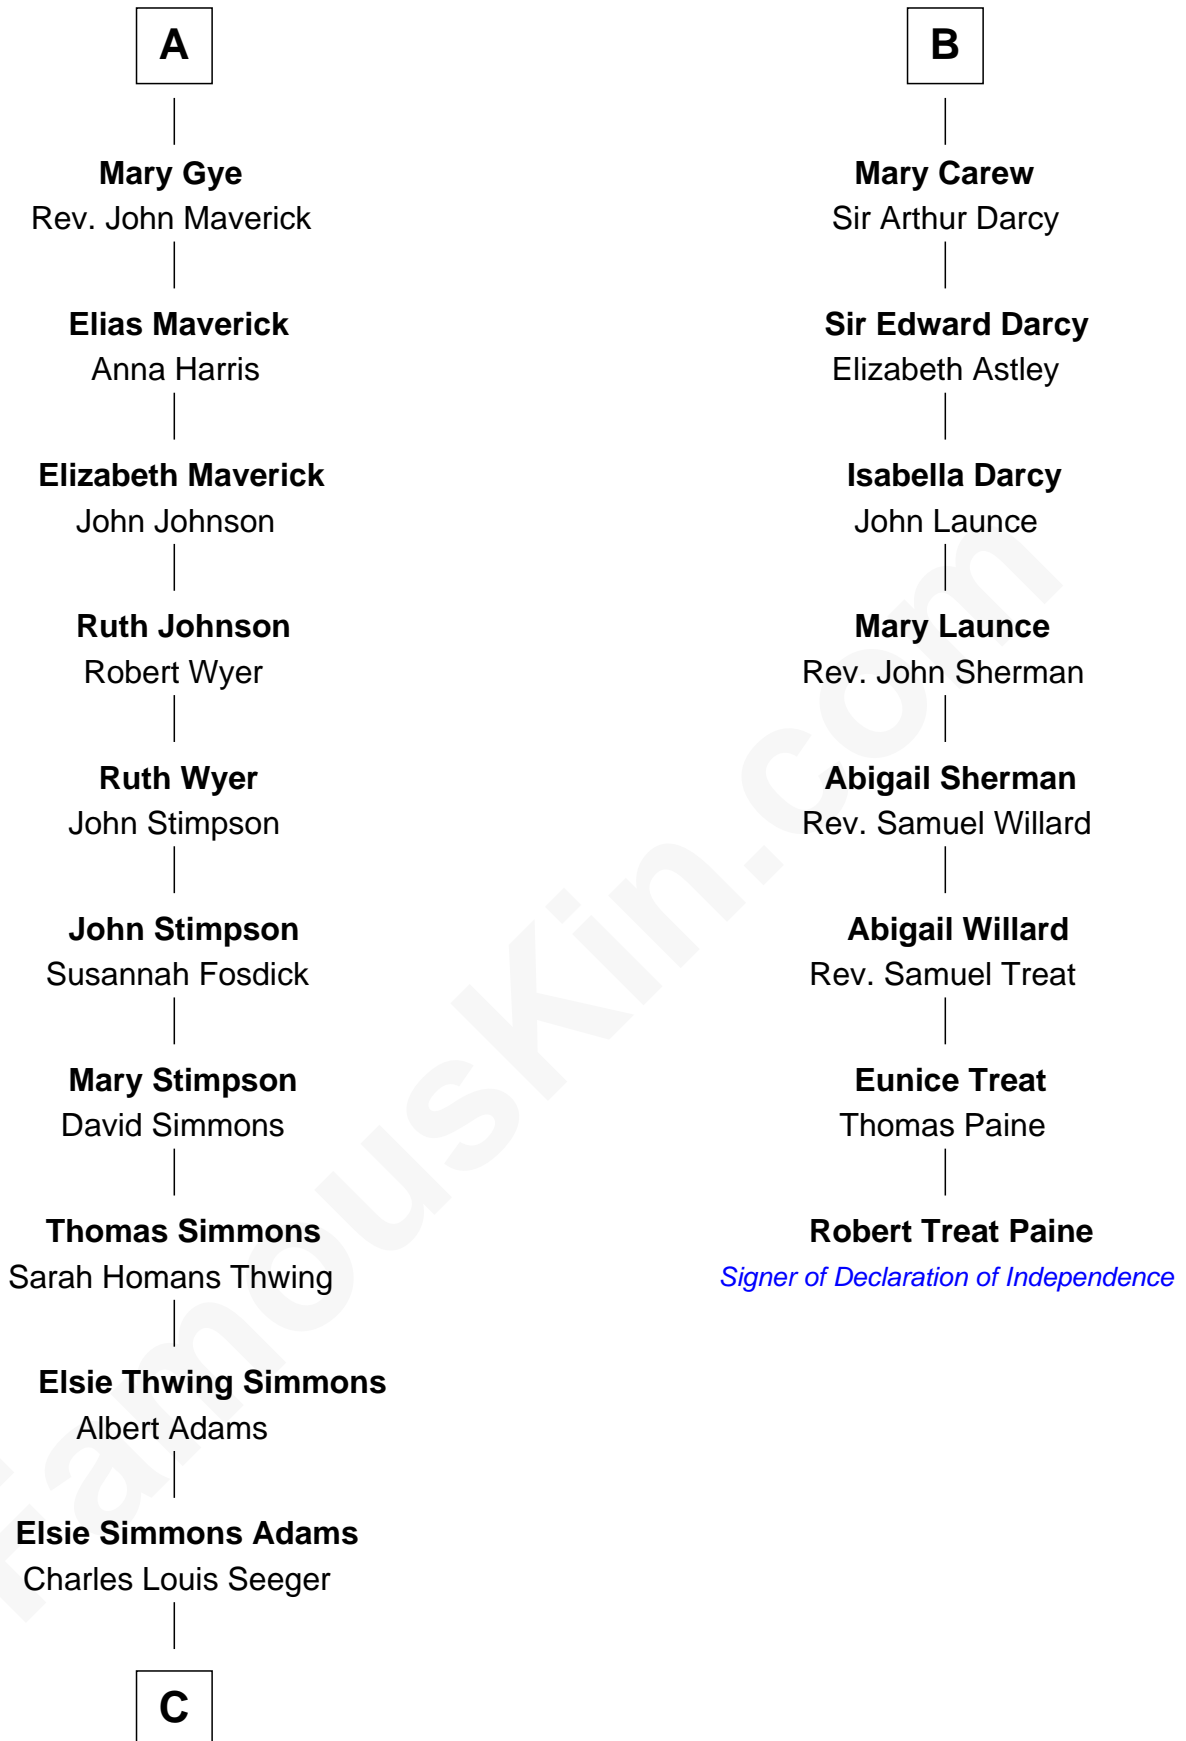 A
Mary Gye
Rev. John Maverick
Elias Maverick
Anna Harris
Elizabeth Maverick
John Johnson
Ruth Johnson
Robert Wyer
Ruth Wyer
John Stimpson
John Stimpson
Susannah Fosdick
Mary Stimpson
David Simmons
Thomas Simmons
Sarah Homans Thwing
Elsie Thwing Simmons
Albert Adams
Elsie Simmons Adams
Charles Louis Seeger
C
B
Mary Carew
Sir Arthur Darcy
Sir Edward Darcy
Elizabeth Astley
Isabella Darcy
John Launce
Mary Launce
Rev. John Sherman
Abigail Sherman
Rev. Samuel Willard
Abigail Willard
Rev. Samuel Treat
Eunice Treat
Thomas Paine
Robert Treat Paine
Signer of Declaration of Independence
FamousKin.com